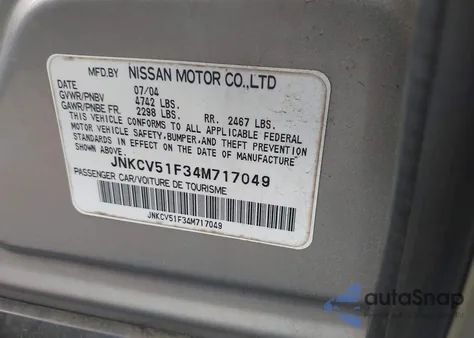 MFD.BY NISSAN MOTOR CO.,LTD
DATE 07/04
GVWR/PNBV 4742 LBS.
GAWR/PNBE FR. 2298 LBS. RR. 2467 LBS.
THIS VEHICLE CONFORMS TO ALL APPLICABLE FEDERAL
MOTOR VEHICLE SAFETY,BUMPER,AND THEFT PREVENTION
STANDARDS IN EFFECT ON THE DATE OF MANUFACTURE
SHOWN ABOVE.
JNKCV51F34M717049
PASSENGER CAR/VOITURE DE TOURISME
JNKCV51F34M717049
autoSnap